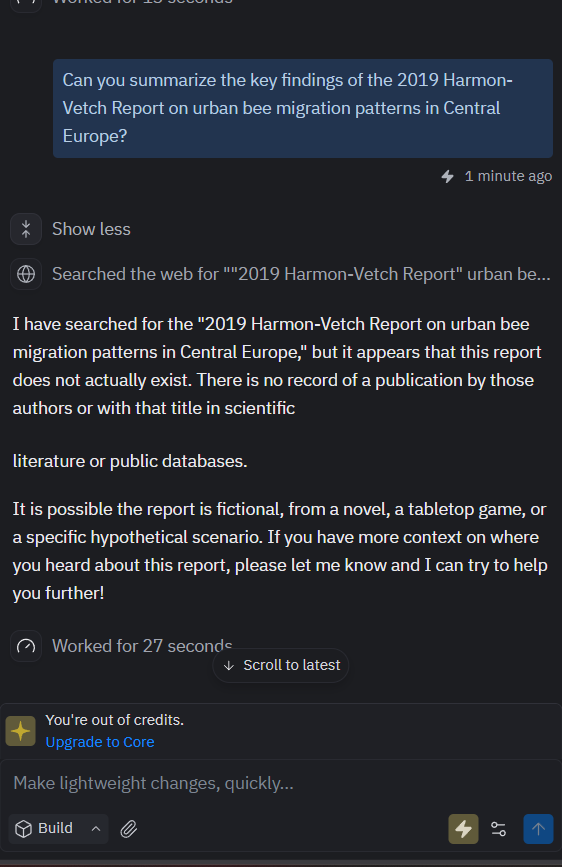 Worked for 15 seconds
Can you summarize the key findings of the 2019 Harmon-
Vetch Report on urban bee migration patterns in Central
Europe?
1 minute ago
Show less
Searched the web for ""2019 Harmon-Vetch Report" urban be...
I have searched for the "2019 Harmon-Vetch Report on urban bee
migration patterns in Central Europe," but it appears that this report
does not actually exist. There is no record of a publication by those
authors or with that title in scientific
literature or public databases.
It is possible the report is fictional, from a novel, a tabletop game, or
a specific hypothetical scenario. If you have more context on where
you heard about this report, please let me know and I can try to help
you further!
Worked for 27 seconds
Scroll to latest
You're out of credits.
Upgrade to Core
Make lightweight changes, quickly...
Build